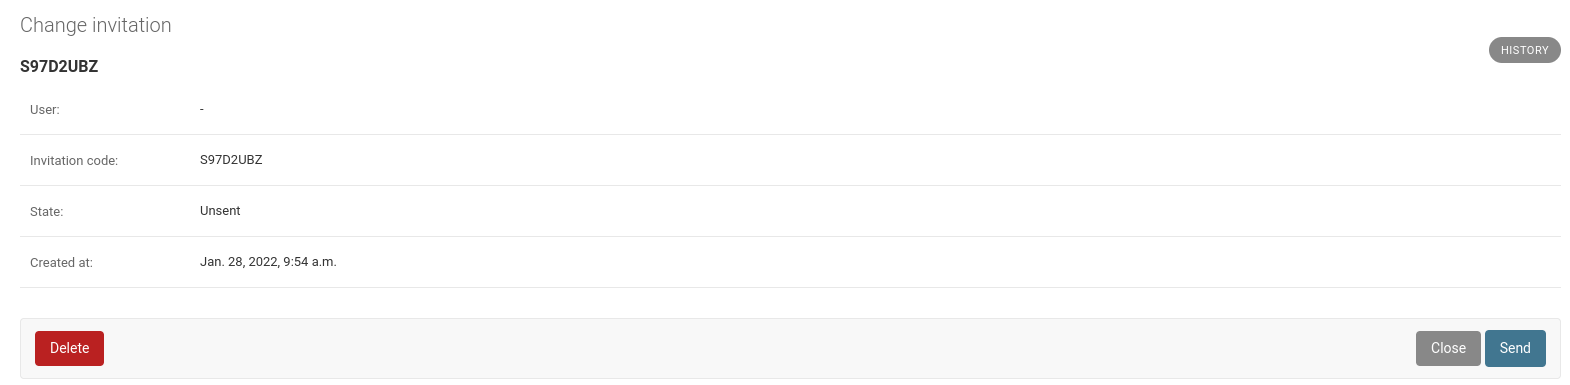 Change invitation
HISTORY
S97D2UBZ
User: -
Invitation code: S97D2UBZ
State: Unsent
Created at: Jan. 28, 2022, 9:54 a.m.
Delete Close Send